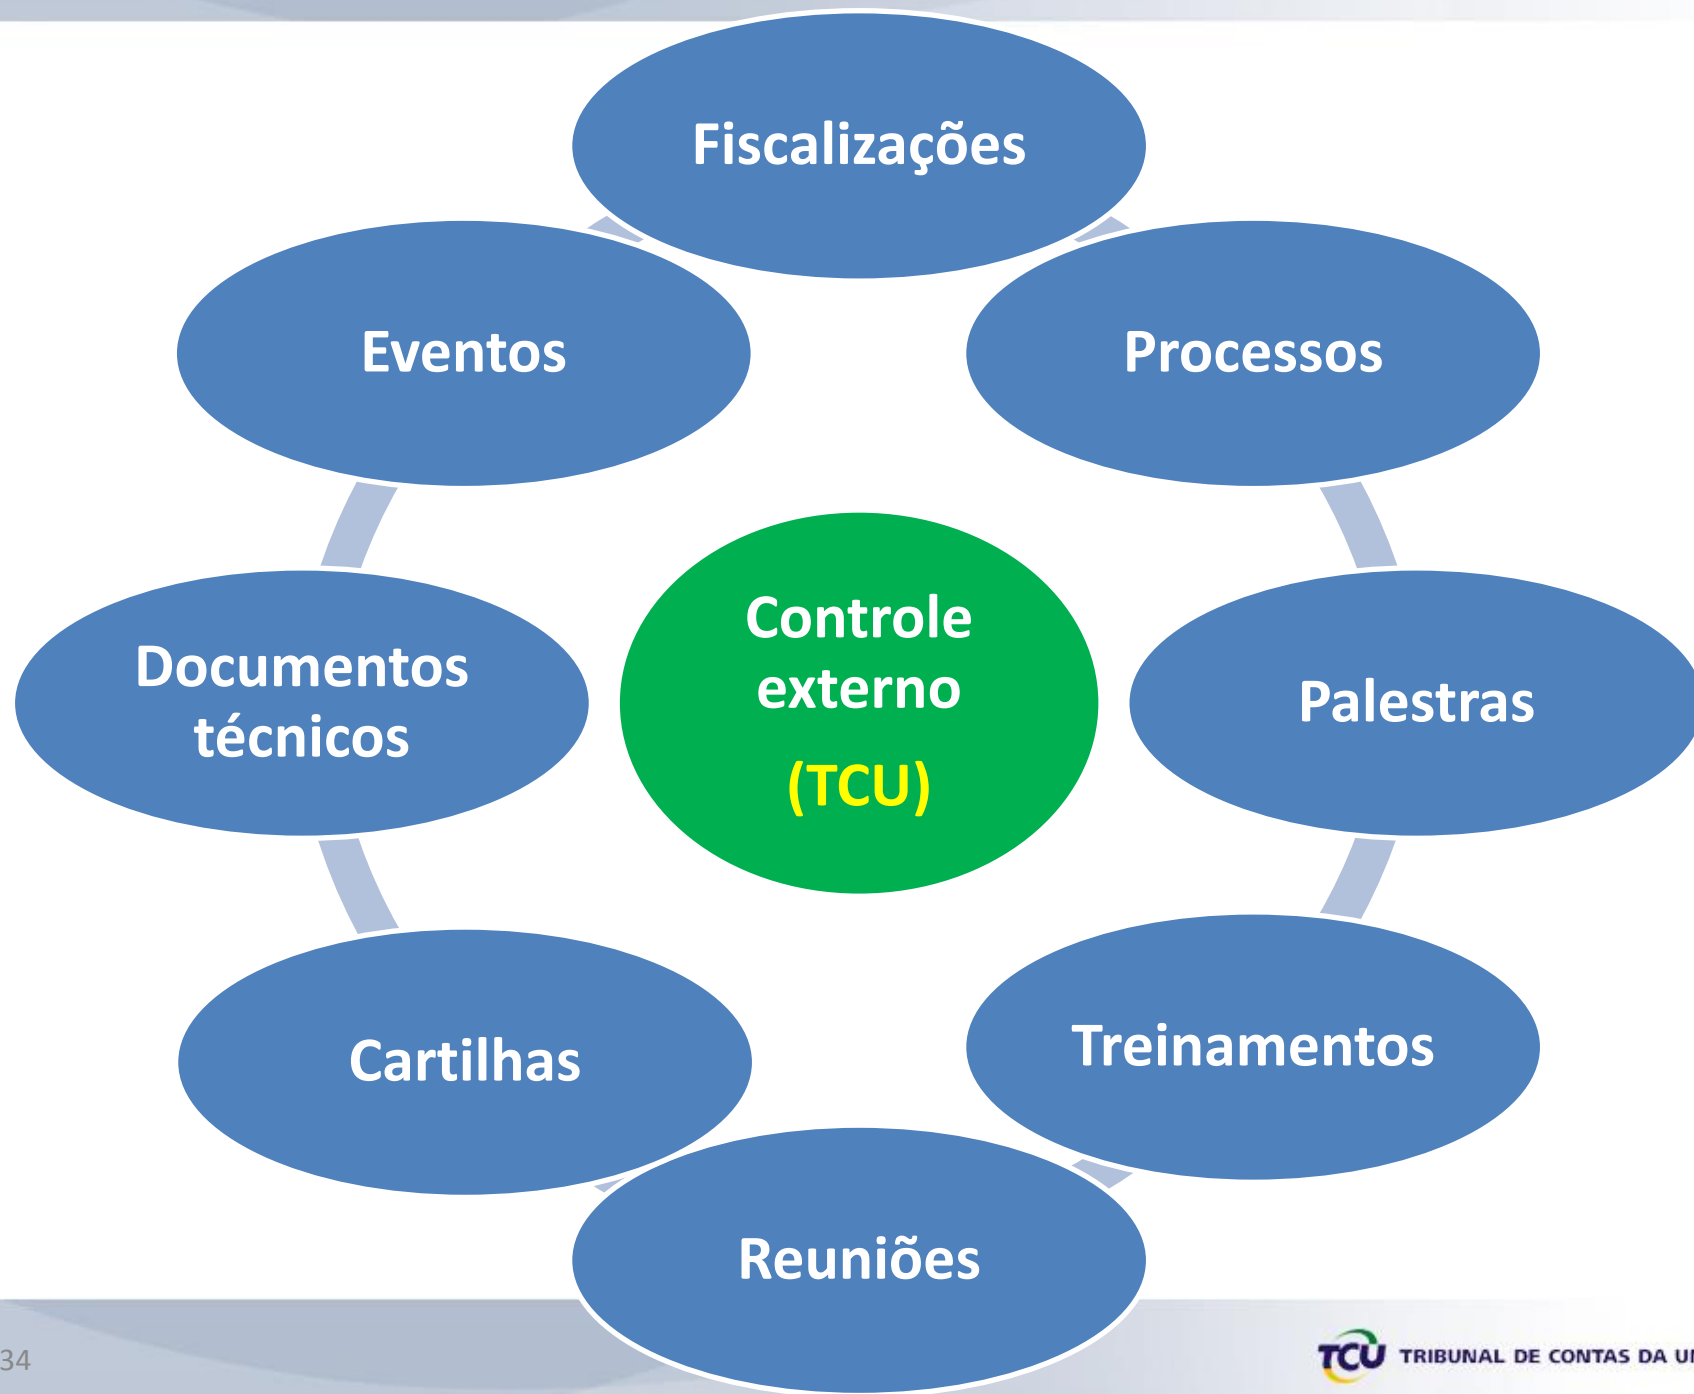 Fiscalizações
Eventos
Processos
Controle
externo
(TCU)
Documentos
técnicos
Palestras
Cartilhas
Treinamentos
Reuniões
34
TCU TRIBUNAL DE CONTAS DA